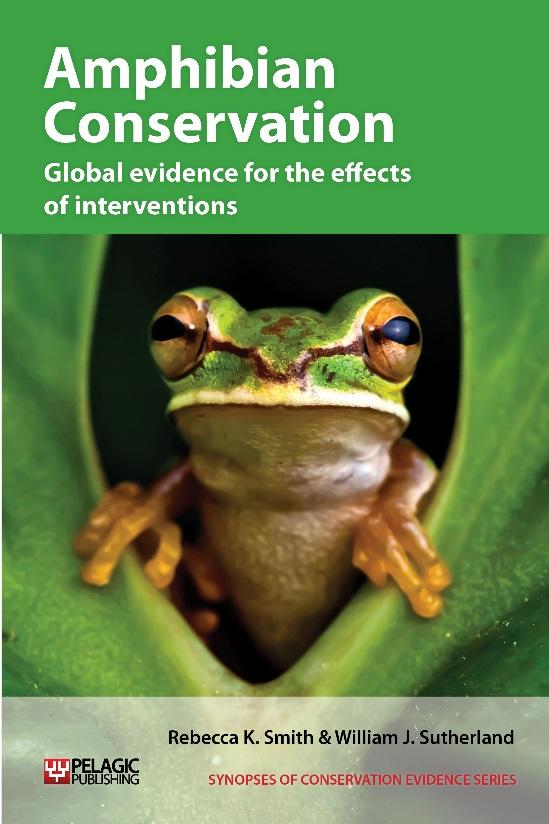 Amphibian
Conservation
Global evidence for the effects
of interventions
Rebecca K. Smith & William J. Sutherland
PELAGIC
PUBLISHING
SYNOPSES OF CONSERVATION EVIDENCE SERIES